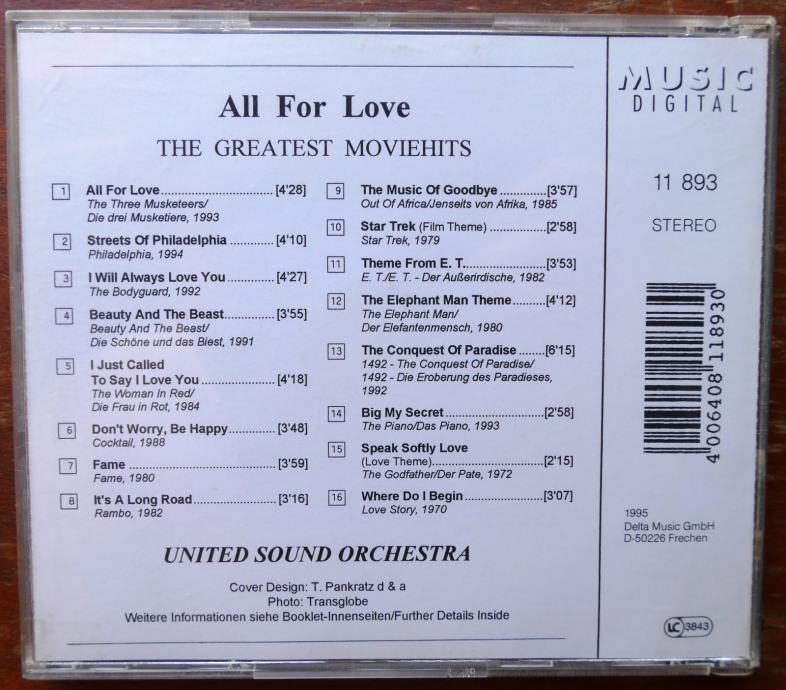 All For Love
THE GREATEST MOVIEHITS
1 All For Love.................................. [4'28]
The Three Musketeers/
Die drei Musketiere, 1993
2 Streets Of Philadelphia ............. [4'10]
Philadelphia, 1994
3 I Will Always Love You ............... [4'27]
The Bodyguard, 1992
4 Beauty And The Beast................ [3'55]
Beauty And The Beast/
Die Schöne und das Biest, 1991
5 I Just Called
To Say I Love You ....................... [4'18]
The Woman In Red/
Die Frau in Rot, 1984
6 Don't Worry, Be Happy.............. [3'48]
Cocktail, 1988
7 Fame ............................................ [3'59]
Fame, 1980
8 It's A Long Road......................... [3'16]
Rambo, 1982
9 The Music Of Goodbye ...............[3'57]
Out Of Africa/Jenseits von Afrika, 1985
10 Star Trek (Film Theme) .................[2'58]
Star Trek, 1979
11 Theme From E. T.........................[3'53]
E. T./E. T. - Der Außerirdische, 1982
12 The Elephant Man Theme..........[4'12]
The Elephant Man/
Der Elefantenmensch, 1980
13 The Conquest Of Paradise ........[6'15]
1492 - The Conquest Of Paradise/
1492 - Die Eroberung des Paradieses,
1992
14 Big My Secret ..............................[2'58]
The Piano/Das Piano, 1993
15 Speak Softly Love
(Love Theme)..................................[2'15]
The Godfather/Der Pate, 1972
16 Where Do I Begin ........................[3'07]
Love Story, 1970
UNITED SOUND ORCHESTRA
Cover Design: T. Pankratz d & a
Photo: Transglobe
Weitere Informationen siehe Booklet-Innenseiten/Further Details Inside
MUSIC
DIGITAL
11 893
STEREO
4 006408 118930
1995
Delta Music GmbH
D-50226 Frechen
LC 3843